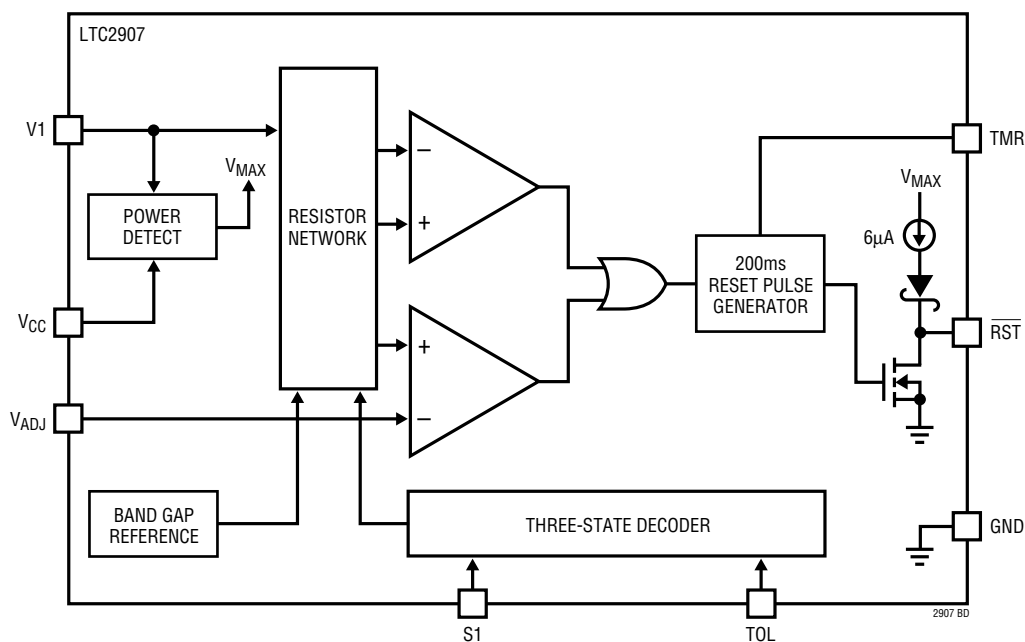 LTC2907
V1
VMAX
POWER
DETECT
RESISTOR
NETWORK
−
+
TMR
VMAX
6µA
200ms
RESET PULSE
GENERATOR
VCC
R̅S̅T̅
+
−
VADJ
BAND GAP
REFERENCE
THREE-STATE DECODER
GND
2907 BD
S1
TOL